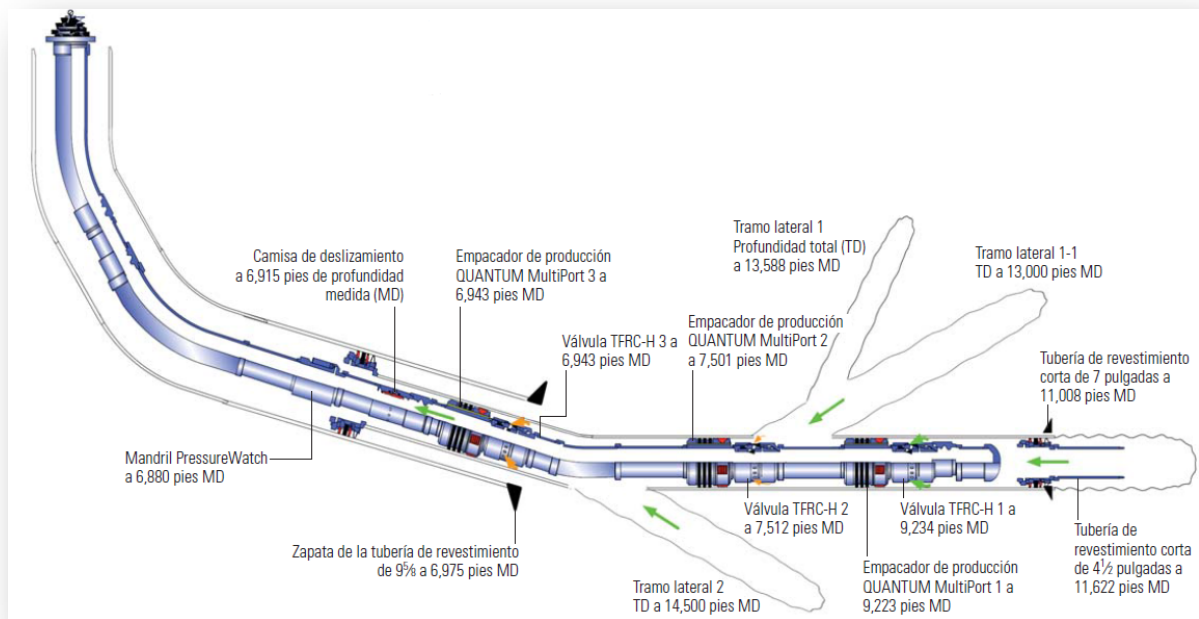 Tramo lateral 1
Profundidad total (TD)
a 13,588 pies MD
Tramo lateral 1-1
TD a 13,000 pies MD
Camisa de deslizamiento
a 6,915 pies de profundidad
medida (MD)
Empacador de producción
QUANTUM MultiPort 3 a
6,943 pies MD
Válvula TFRC-H 3 a
6,943 pies MD
Empacador de producción
QUANTUM MultiPort 2
a 7,501 pies MD
Tubería de revestimiento
corta de 7 pulgadas a
11,008 pies MD
Mandril PressureWatch
a 6,880 pies MD
Zapata de la tubería de revestimiento
de 9⅝ a 6,975 pies MD
Tramo lateral 2
TD a 14,500 pies MD
Válvula TFRC-H 2
a 7,512 pies MD
Válvula TFRC-H 1 a
9,234 pies MD
Empacador de producción
QUANTUM MultiPort 1 a
9,223 pies MD
Tubería de
revestimiento corta
de 4½ pulgadas a
11,622 pies MD